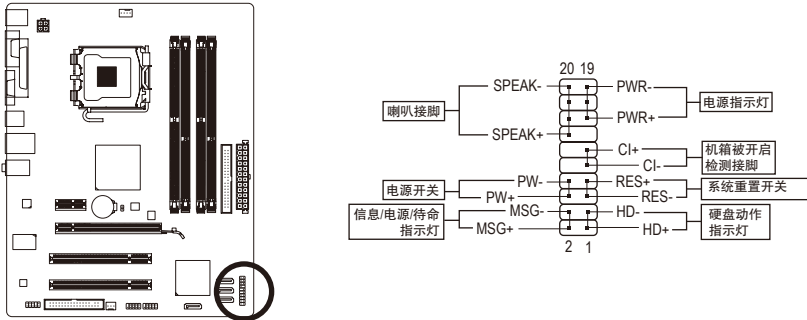 20 19
SPEAK-
PWR-
喇叭接脚
电源指示灯
PWR+
SPEAK+
CI+
机箱被开启
检测接脚
CI-
电源开关
PW-
RES+
系统重置开关
PW+
RES-
信息/电源/待命
指示灯
MSG-
HD-
硬盘动作
指示灯
MSG+
HD+
2 1